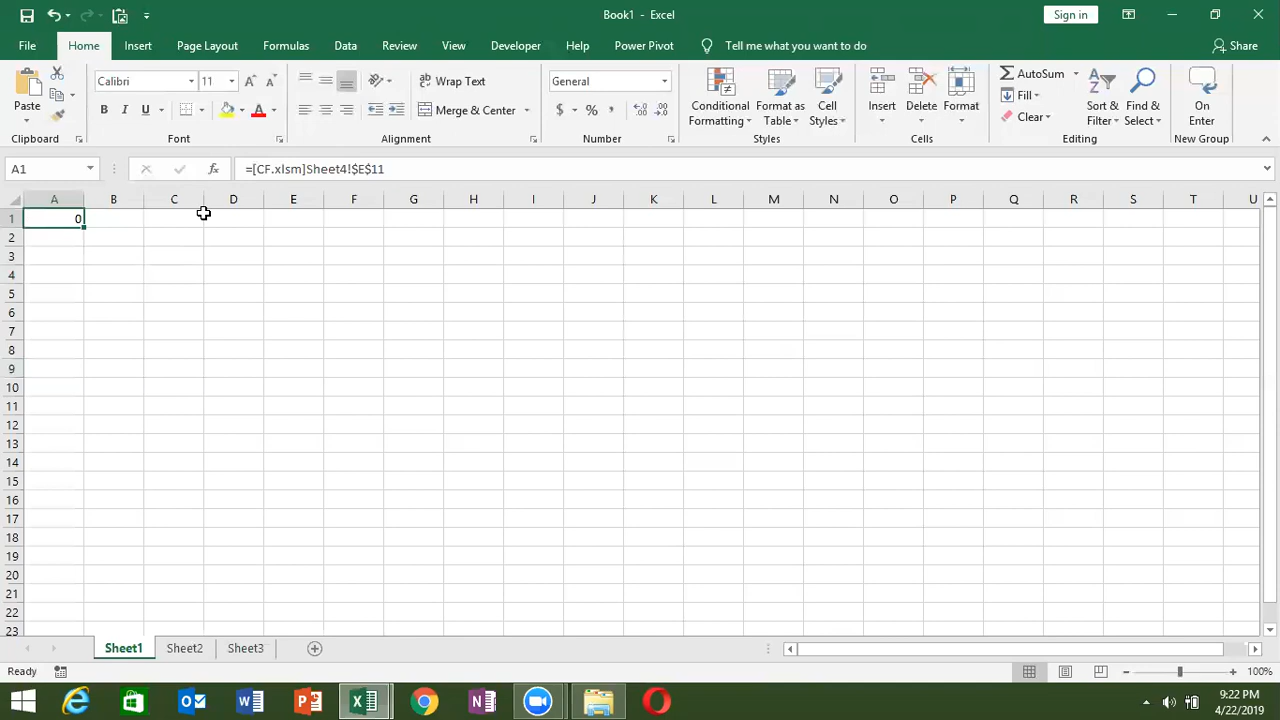 Book1 - Excel
Sign in
File Home Insert Page Layout Formulas Data Review View Developer Help Power Pivot Tell me what you want to do Share
Paste
Clipboard
Calibri 11
B I U
A
Font
Wrap Text
Merge & Center
Alignment
General
$ % ,
Number
Conditional Formatting
Format as Table
Cell Styles
Styles
Insert
Delete
Format
Cells
AutoSum
Fill
Clear
Sort & Filter
Find & Select
Editing
On Enter
New Group
A1 fx =[CF.xlsm]Sheet4!$E$11
A B C D E F G H I J K L M N O P Q R S T U
1 0
2
3
4
5
6
7
8
9
10
11
12
13
14
15
16
17
18
19
20
21
22
23
Sheet1 Sheet2 Sheet3
Ready 100%
9:22 PM
4/22/2019